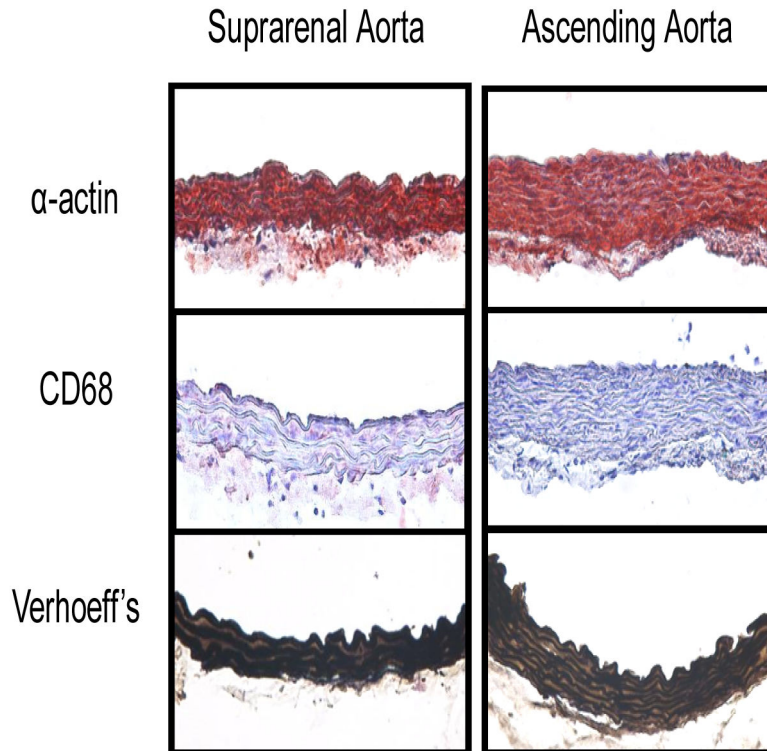 Suprarenal Aorta
Ascending Aorta
α-actin
CD68
Verhoeff’s